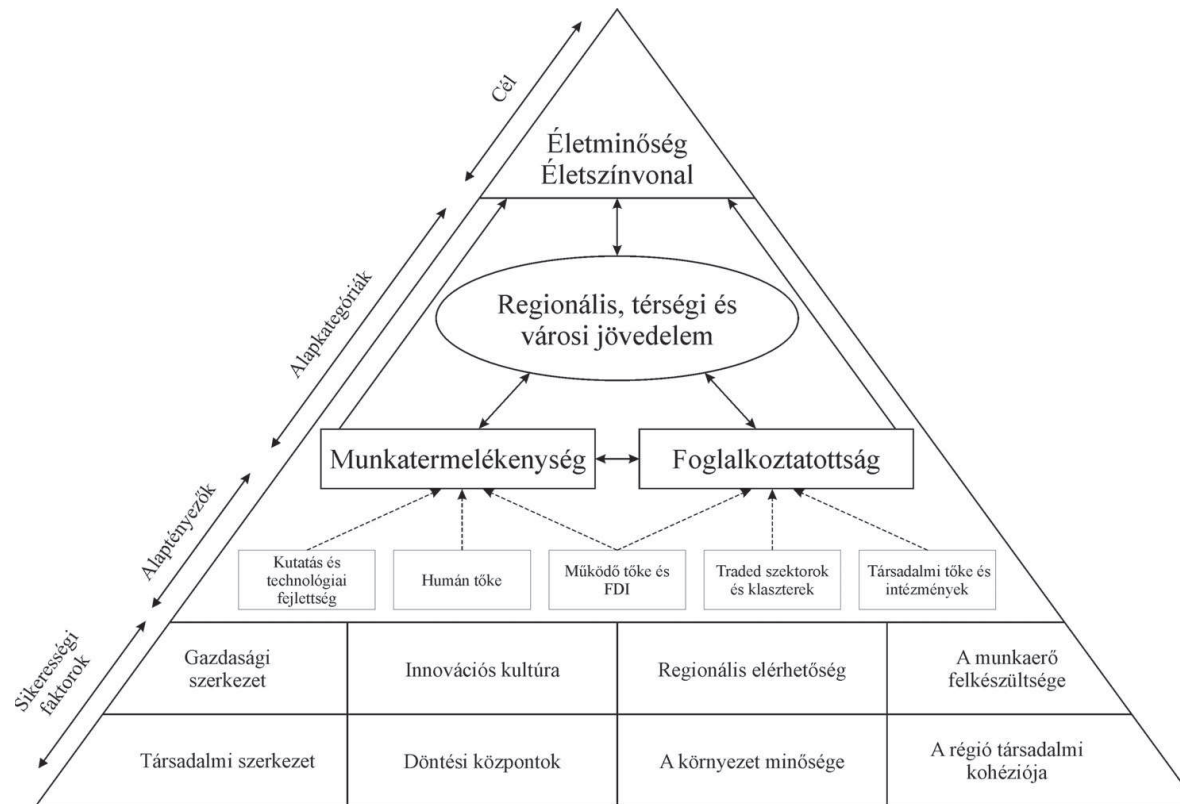 Cél
Életminőség
Életszínvonal
Alapkategóriák
Regionális, térségi és
városi jövedelem
Munkatermelékenység
Foglalkoztatottság
Alaptényezők
Kutatás és
technológiai
fejlettség
Humán tőke
Működő tőke és
FDI
Traded szektorok
és klaszterek
Társadalmi tőke és
intézmények
Sikerességi
faktorok
Gazdasági
szerkezet
Innovációs kultúra
Regionális elérhetőség
A munkaerő
felkészültsége
Társadalmi szerkezet
Döntési központok
A környezet minősége
A régió társadalmi
kohéziója